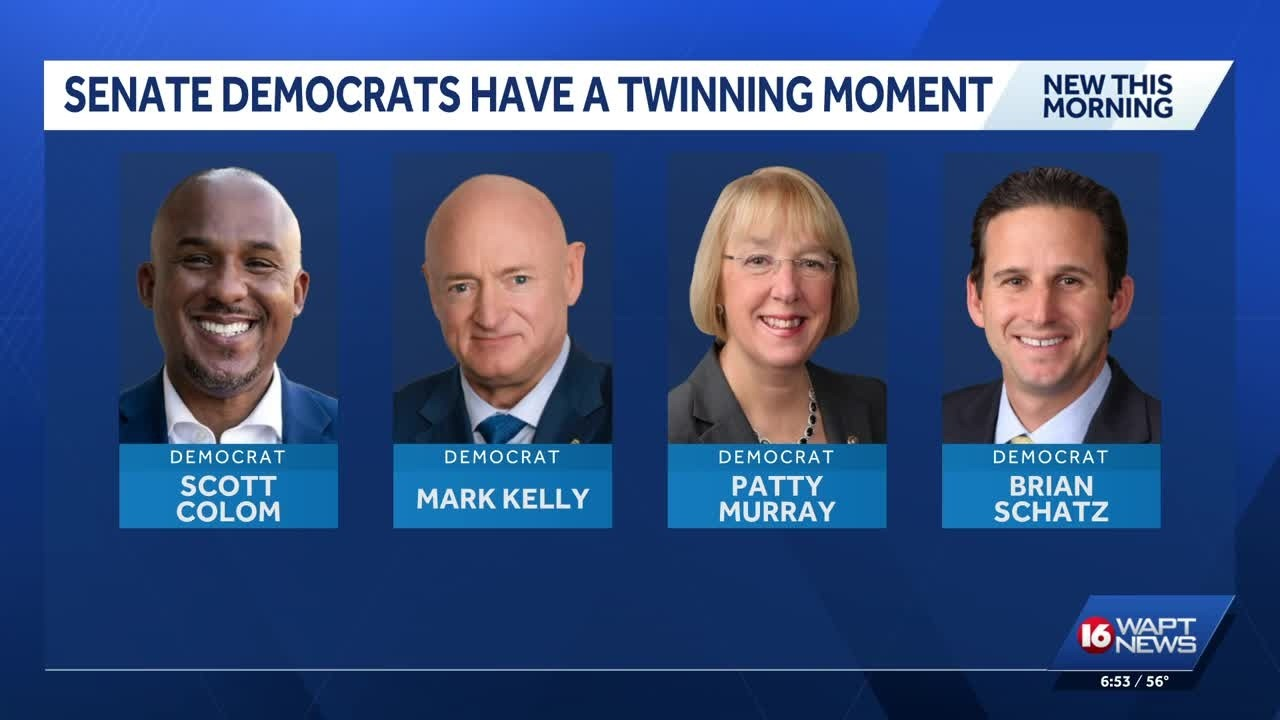 SENATE DEMOCRATS HAVE A TWINNING MOMENT
NEW THIS
MORNING
DEMOCRAT
SCOTT
COLOM
DEMOCRAT
MARK KELLY
DEMOCRAT
PATTY
MURRAY
DEMOCRAT
BRIAN
SCHATZ
16 WAPT
NEWS
6:53 / 56°